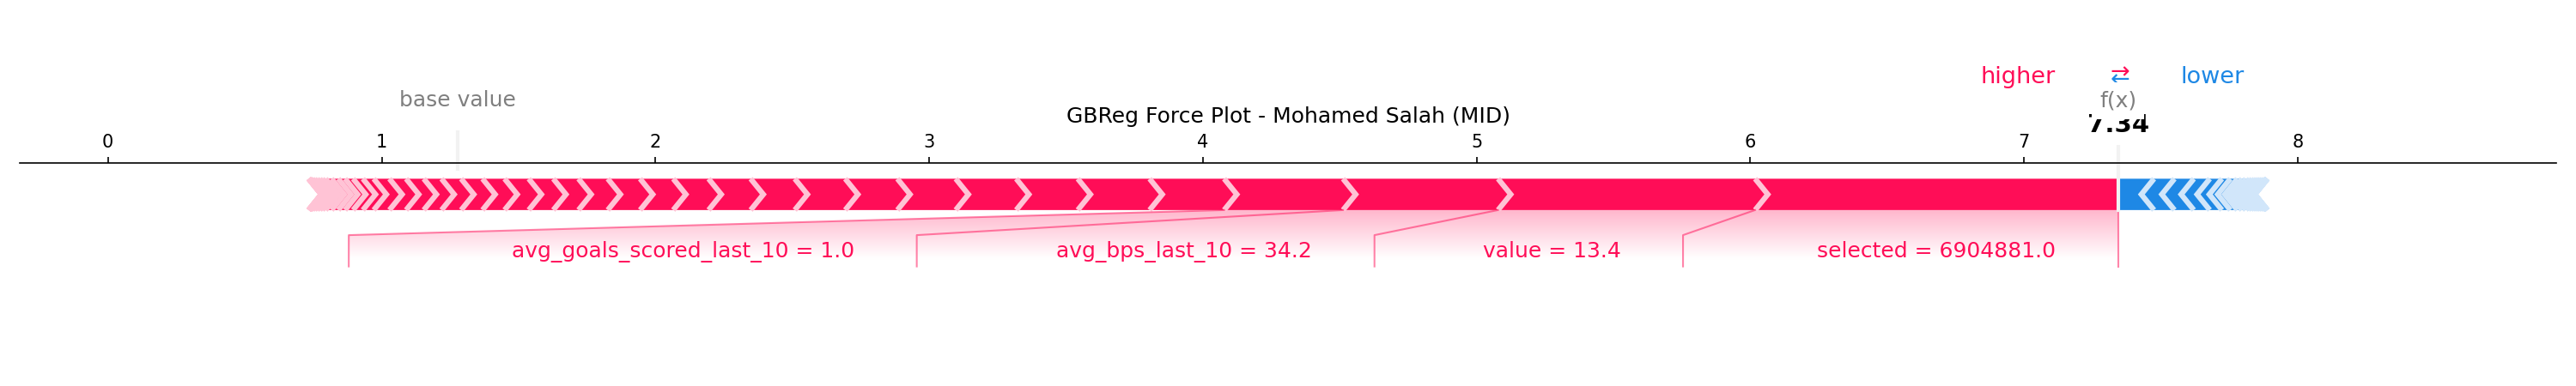 higher ⇄ lower
base value
f(x)
GBReg Force Plot - Mohamed Salah (MID)
7.34
0 1 2 3 4 5 6 7 8
avg_goals_scored_last_10 = 1.0
avg_bps_last_10 = 34.2
value = 13.4
selected = 6904881.0